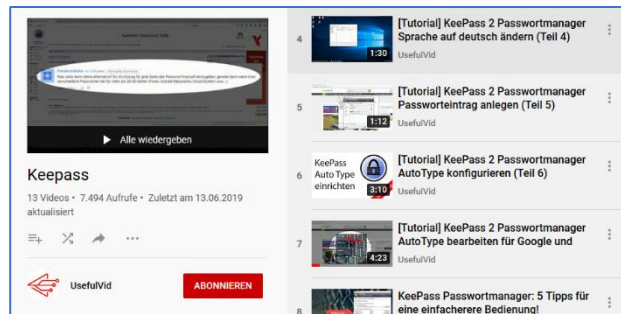 Alle wiedergeben
Keepass
13 Videos • 7.494 Aufrufe • Zuletzt am 13.06.2019
aktualisiert
UsefulVid
ABONNIEREN
4
1:30
[Tutorial] KeePass 2 Passwortmanager
Sprache auf deutsch ändern (Teil 4)
UsefulVid
5
1:12
[Tutorial] KeePass 2 Passwortmanager
Passworteintrag anlegen (Teil 5)
UsefulVid
6
KeePass
Auto Type
einrichten
3:10
[Tutorial] KeePass 2 Passwortmanager
AutoType konfigurieren (Teil 6)
UsefulVid
7
4:23
[Tutorial] KeePass 2 Passwortmanager
AutoType bearbeiten für Google und
UsefulVid
8
KeePass Passwortmanager: 5 Tipps für
eine einfacherere Bedienung!